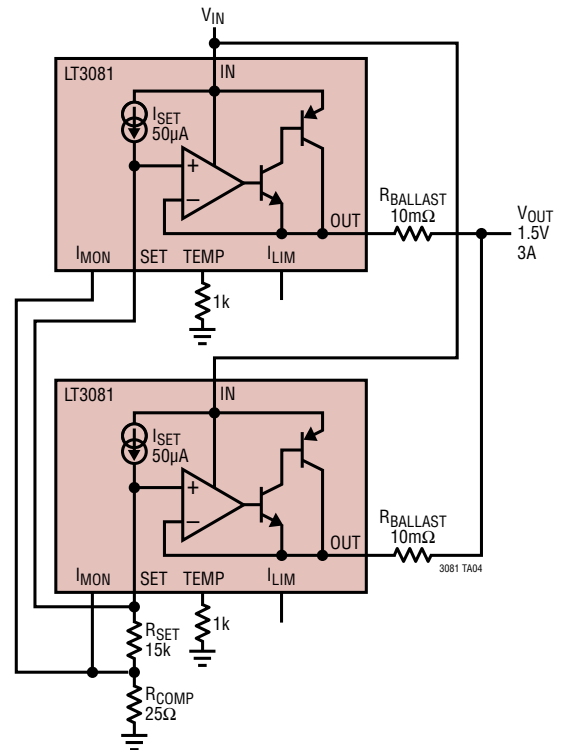 VIN
LT3081
IN
ISET
50µA
+
–
OUT
RBALLAST
10mΩ
VOUT
1.5V
3A
IMON
SET
TEMP
ILIM
1k
LT3081
IN
ISET
50µA
+
–
OUT
RBALLAST
10mΩ
3081 TA04
IMON
SET
TEMP
ILIM
RSET
15k
1k
RCOMP
25Ω